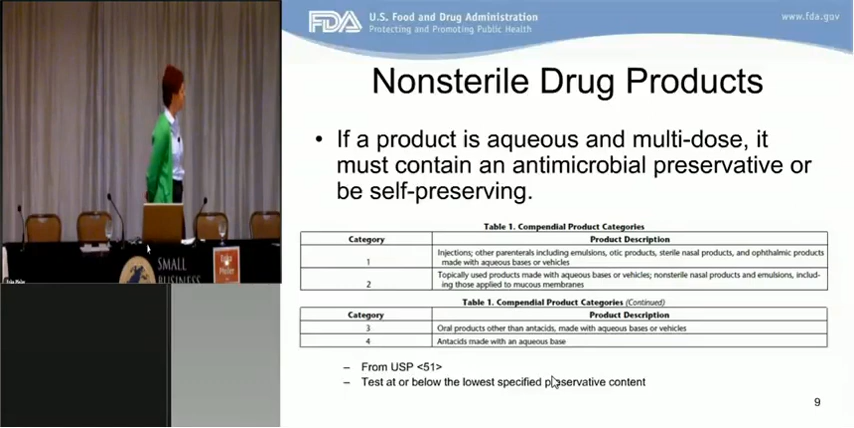 FDA
U.S. Food and Drug Administration
Protecting and Promoting Public Health
www.fda.gov
Nonsterile Drug Products
• If a product is aqueous and multi-dose, it
must contain an antimicrobial preservative or
be self-preserving.
Table 1. Compendial Product Categories
Category Product Description
1 Injections; other parenterals including emulsions, otic products, sterile nasal products, and ophthalmic products
made with aqueous bases or vehicles
2 Topically used products made with aqueous bases or vehicles; nonsterile nasal products and emulsions, includ-
ing those applied to mucous membranes
Table 1. Compendial Product Categories (Continued)
Category Product Description
3 Oral products other than antacids, made with aqueous bases or vehicles
4 Antacids made with an aqueous base
– From USP <51>
– Test at or below the lowest specified preservative content
9
SMALL
BUSINESS